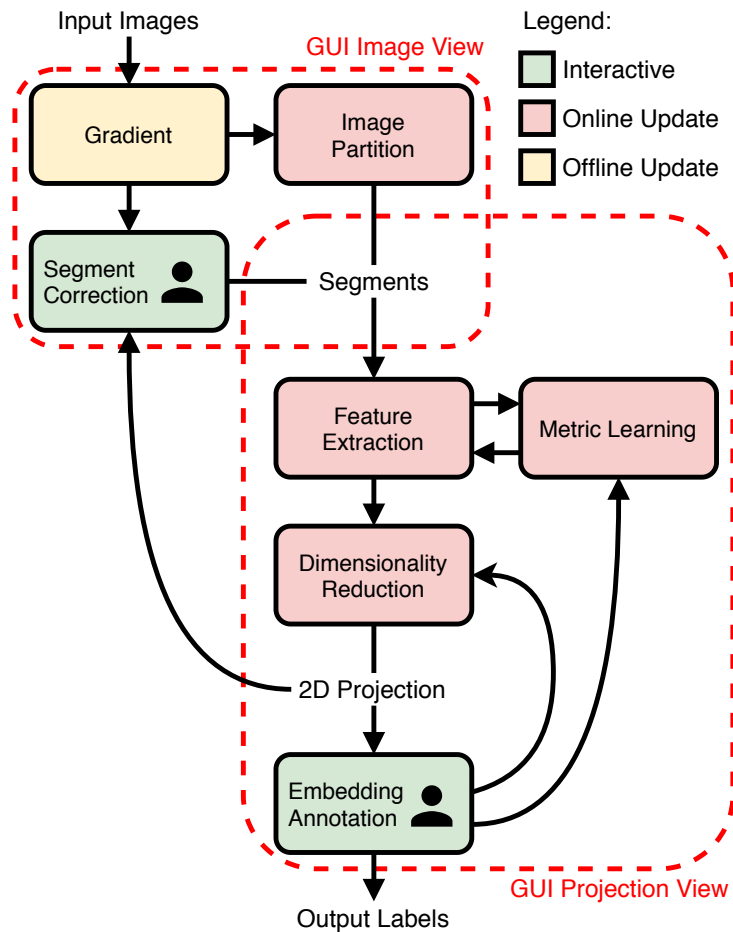 Input Images
Legend:
GUI Image View
Interactive
Online Update
Offline Update
Gradient
Image
Partition
Segment
Correction
Segments
Feature
Extraction
Metric Learning
Dimensionality
Reduction
2D Projection
Embedding
Annotation
GUI Projection View
Output Labels